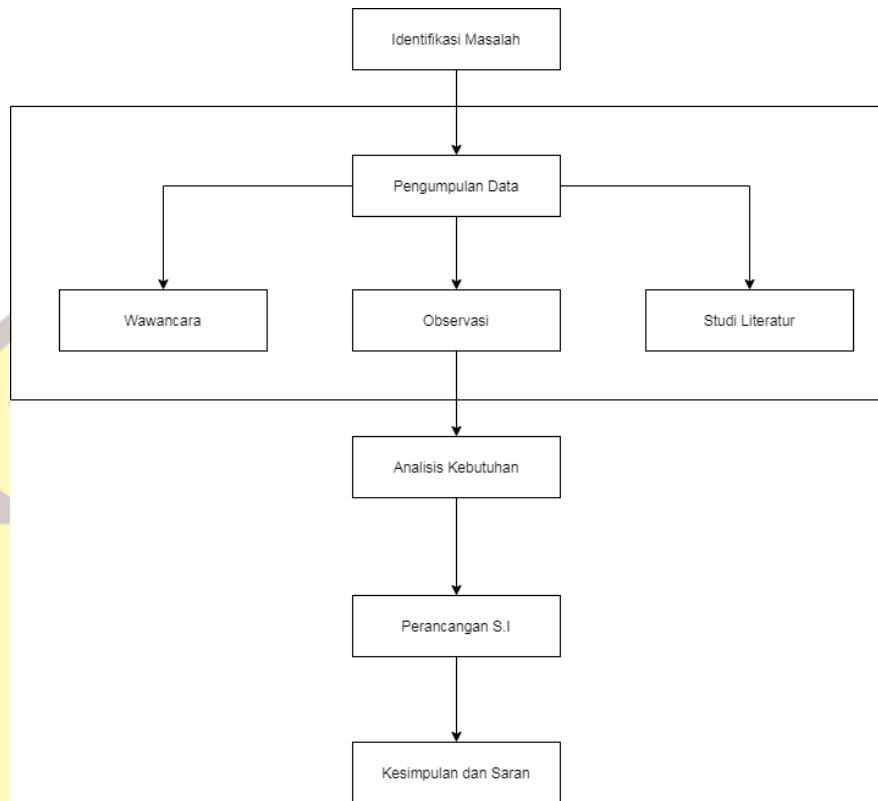 Identifikasi Masalah
Pengumpulan Data
Wawancara
Observasi
Studi Literatur
Analisis Kebutuhan
Perancangan S.I
Kesimpulan dan Saran